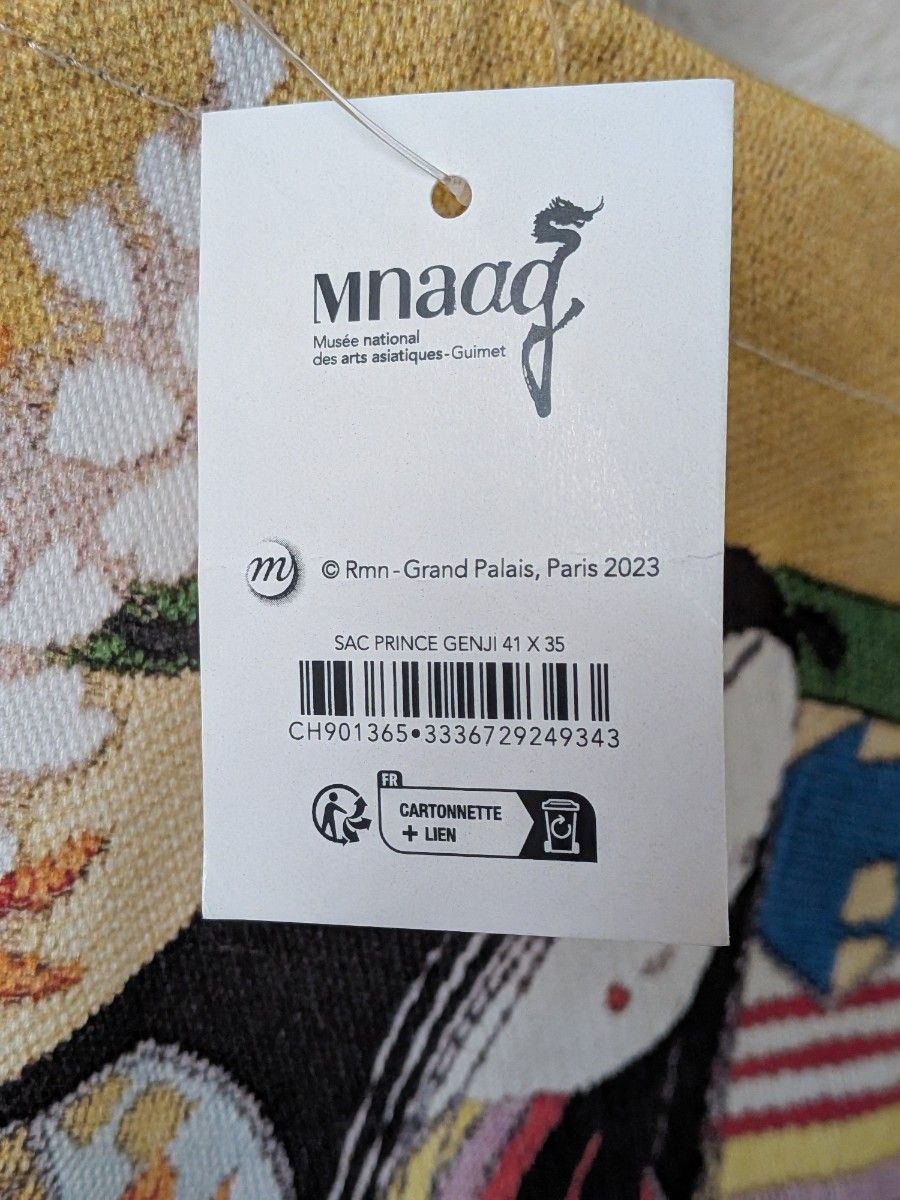 Mnaag
Musée national
des arts asiatiques-Guimet
m
© Rmn-Grand Palais, Paris 2023
SAC PRINCE GENJI 41 X 35
CH901365•3336729249343
FR
CARTONNETTE
+ LIEN